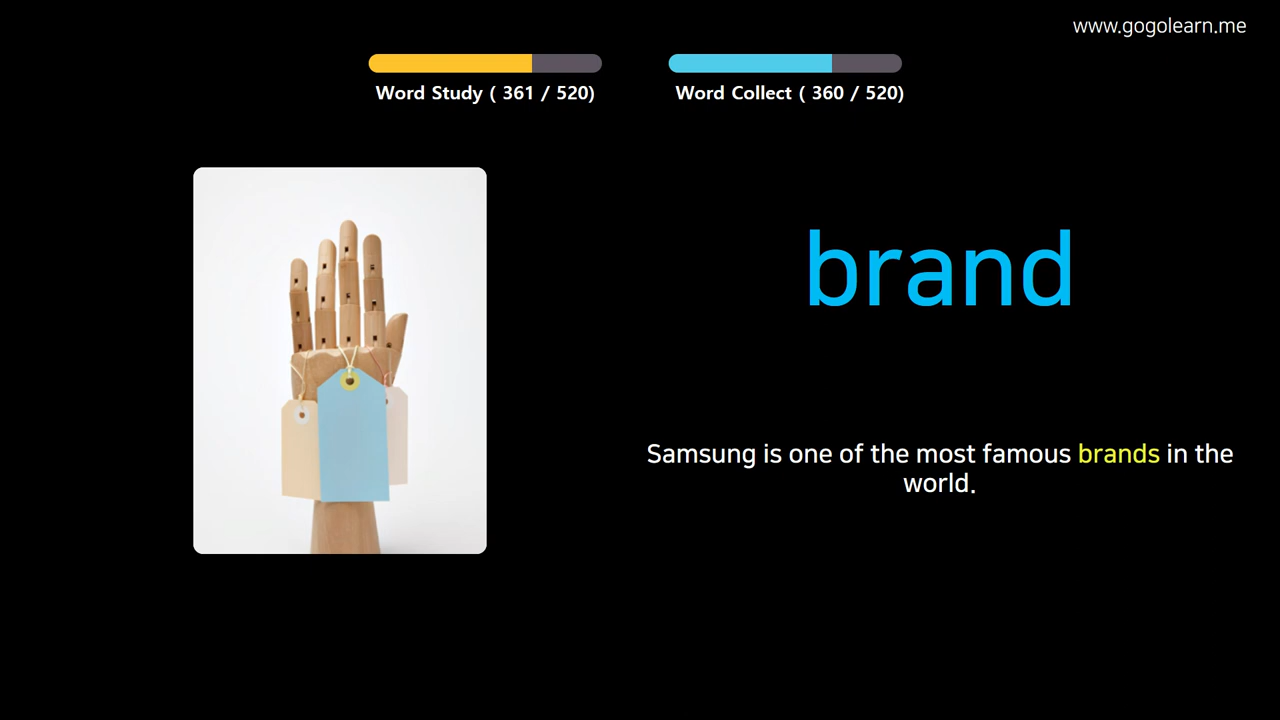 www.gogolearn.me
Word Study ( 361 / 520)
Word Collect ( 360 / 520)
brand
Samsung is one of the most famous brands in the
world.